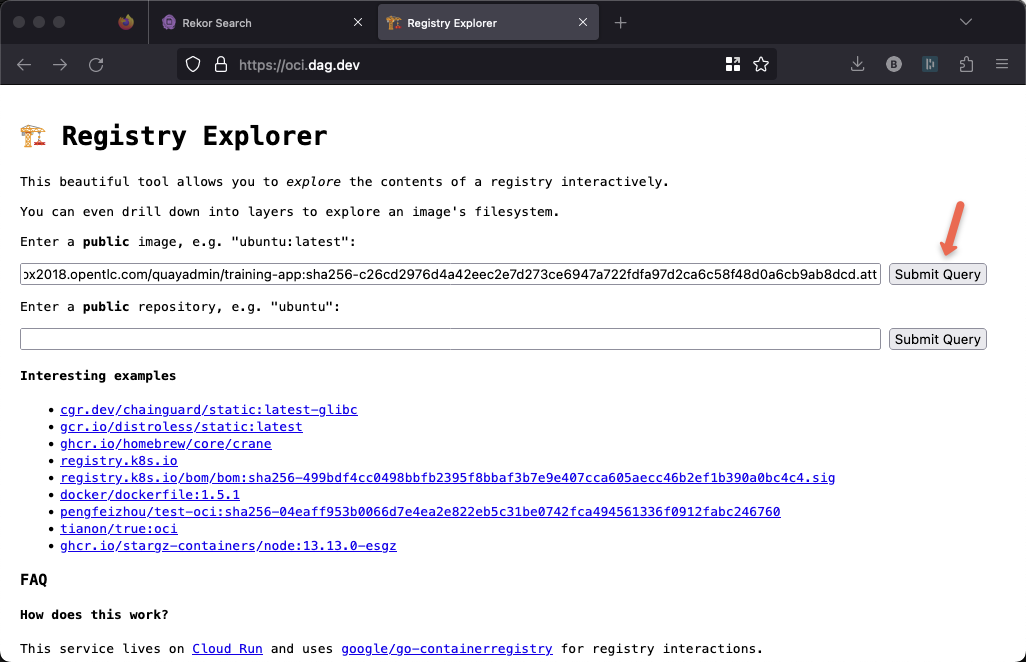 Rekor Search
Registry Explorer
https://oci.dag.dev
B
Registry Explorer
This beautiful tool allows you to explore the contents of a registry interactively.
You can even drill down into layers to explore an image's filesystem.
Enter a public image, e.g. "ubuntu:latest":
ox2018.opentlc.com/quayadmin/training-app:sha256-c26cd2976d4a42eec2e7d273ce6947a722fdfa97d2ca6c58f48d0a6cb9ab8dcd.att Submit Query
Enter a public repository, e.g. "ubuntu":
Submit Query
Interesting examples
• cgr.dev/chainguard/static:latest-glibc
• gcr.io/distroless/static:latest
• ghcr.io/homebrew/core/crane
• registry.k8s.io
• registry.k8s.io/bom/bom:sha256-499bdf4cc0498bbfb2395f8bbaf3b7e9e407cca605aecc46b2ef1b390a0bc4c4.sig
• docker/dockerfile:1.5.1
• pengfeizhou/test-oci:sha256-04eaff953b0066d7e4ea2e822eb5c31be0742fca494561336f0912fabc246760
• tianon/true:oci
• ghcr.io/stargz-containers/node:13.13.0-esgz
FAQ
How does this work?
This service lives on Cloud Run and uses google/go-containerregistry for registry interactions.